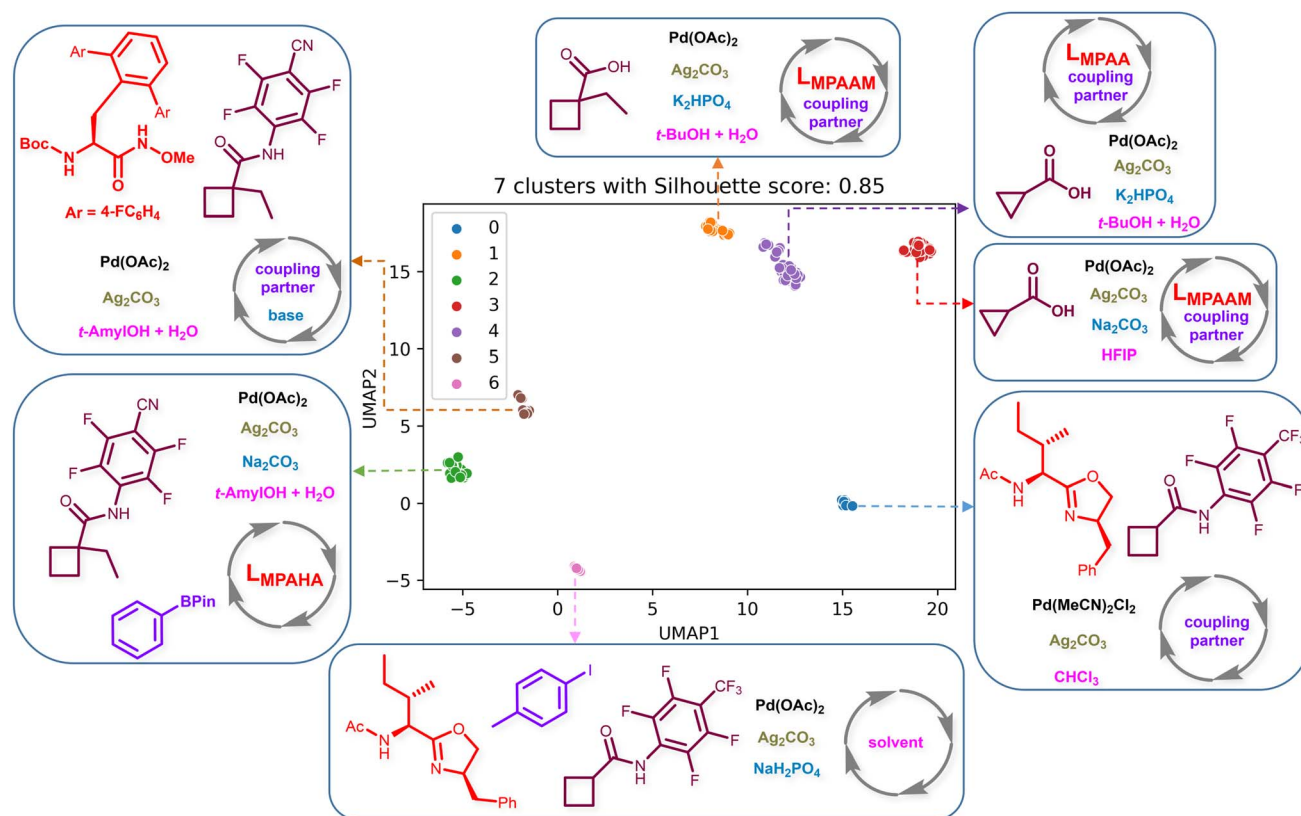 Ar
Ar
Boc
N
H
O
H
N
OMe
Ar = 4-FC6H4
CN
F
F
F
F
O
NH
Pd(OAc)2
Ag2CO3
t-AmylOH + H2O
coupling
partner
base
O
OH
Pd(OAc)2
Ag2CO3
K2HPO4
t-BuOH + H2O
LMPAAM
coupling
partner
LMPAA
coupling
partner
O
OH
Pd(OAc)2
Ag2CO3
K2HPO4
t-BuOH + H2O
7 clusters with Silhouette score: 0.85
0
1
2
3
4
5
6
15
10
5
0
−5
UMAP2
−5
0
5
10
15
20
UMAP1
O
OH
Pd(OAc)2
Ag2CO3
Na2CO3
HFIP
LMPAAM
coupling
partner
CN
F
F
F
F
O
NH
BPin
Pd(OAc)2
Ag2CO3
Na2CO3
t-AmylOH + H2O
LMPAHA
Ac
N
H
O
N
Ph
CF3
F
F
F
F
O
NH
Pd(MeCN)2Cl2
Ag2CO3
CHCl3
coupling
partner
Ac
N
H
O
N
Ph
I
CF3
F
F
F
F
O
NH
Pd(OAc)2
Ag2CO3
NaH2PO4
solvent